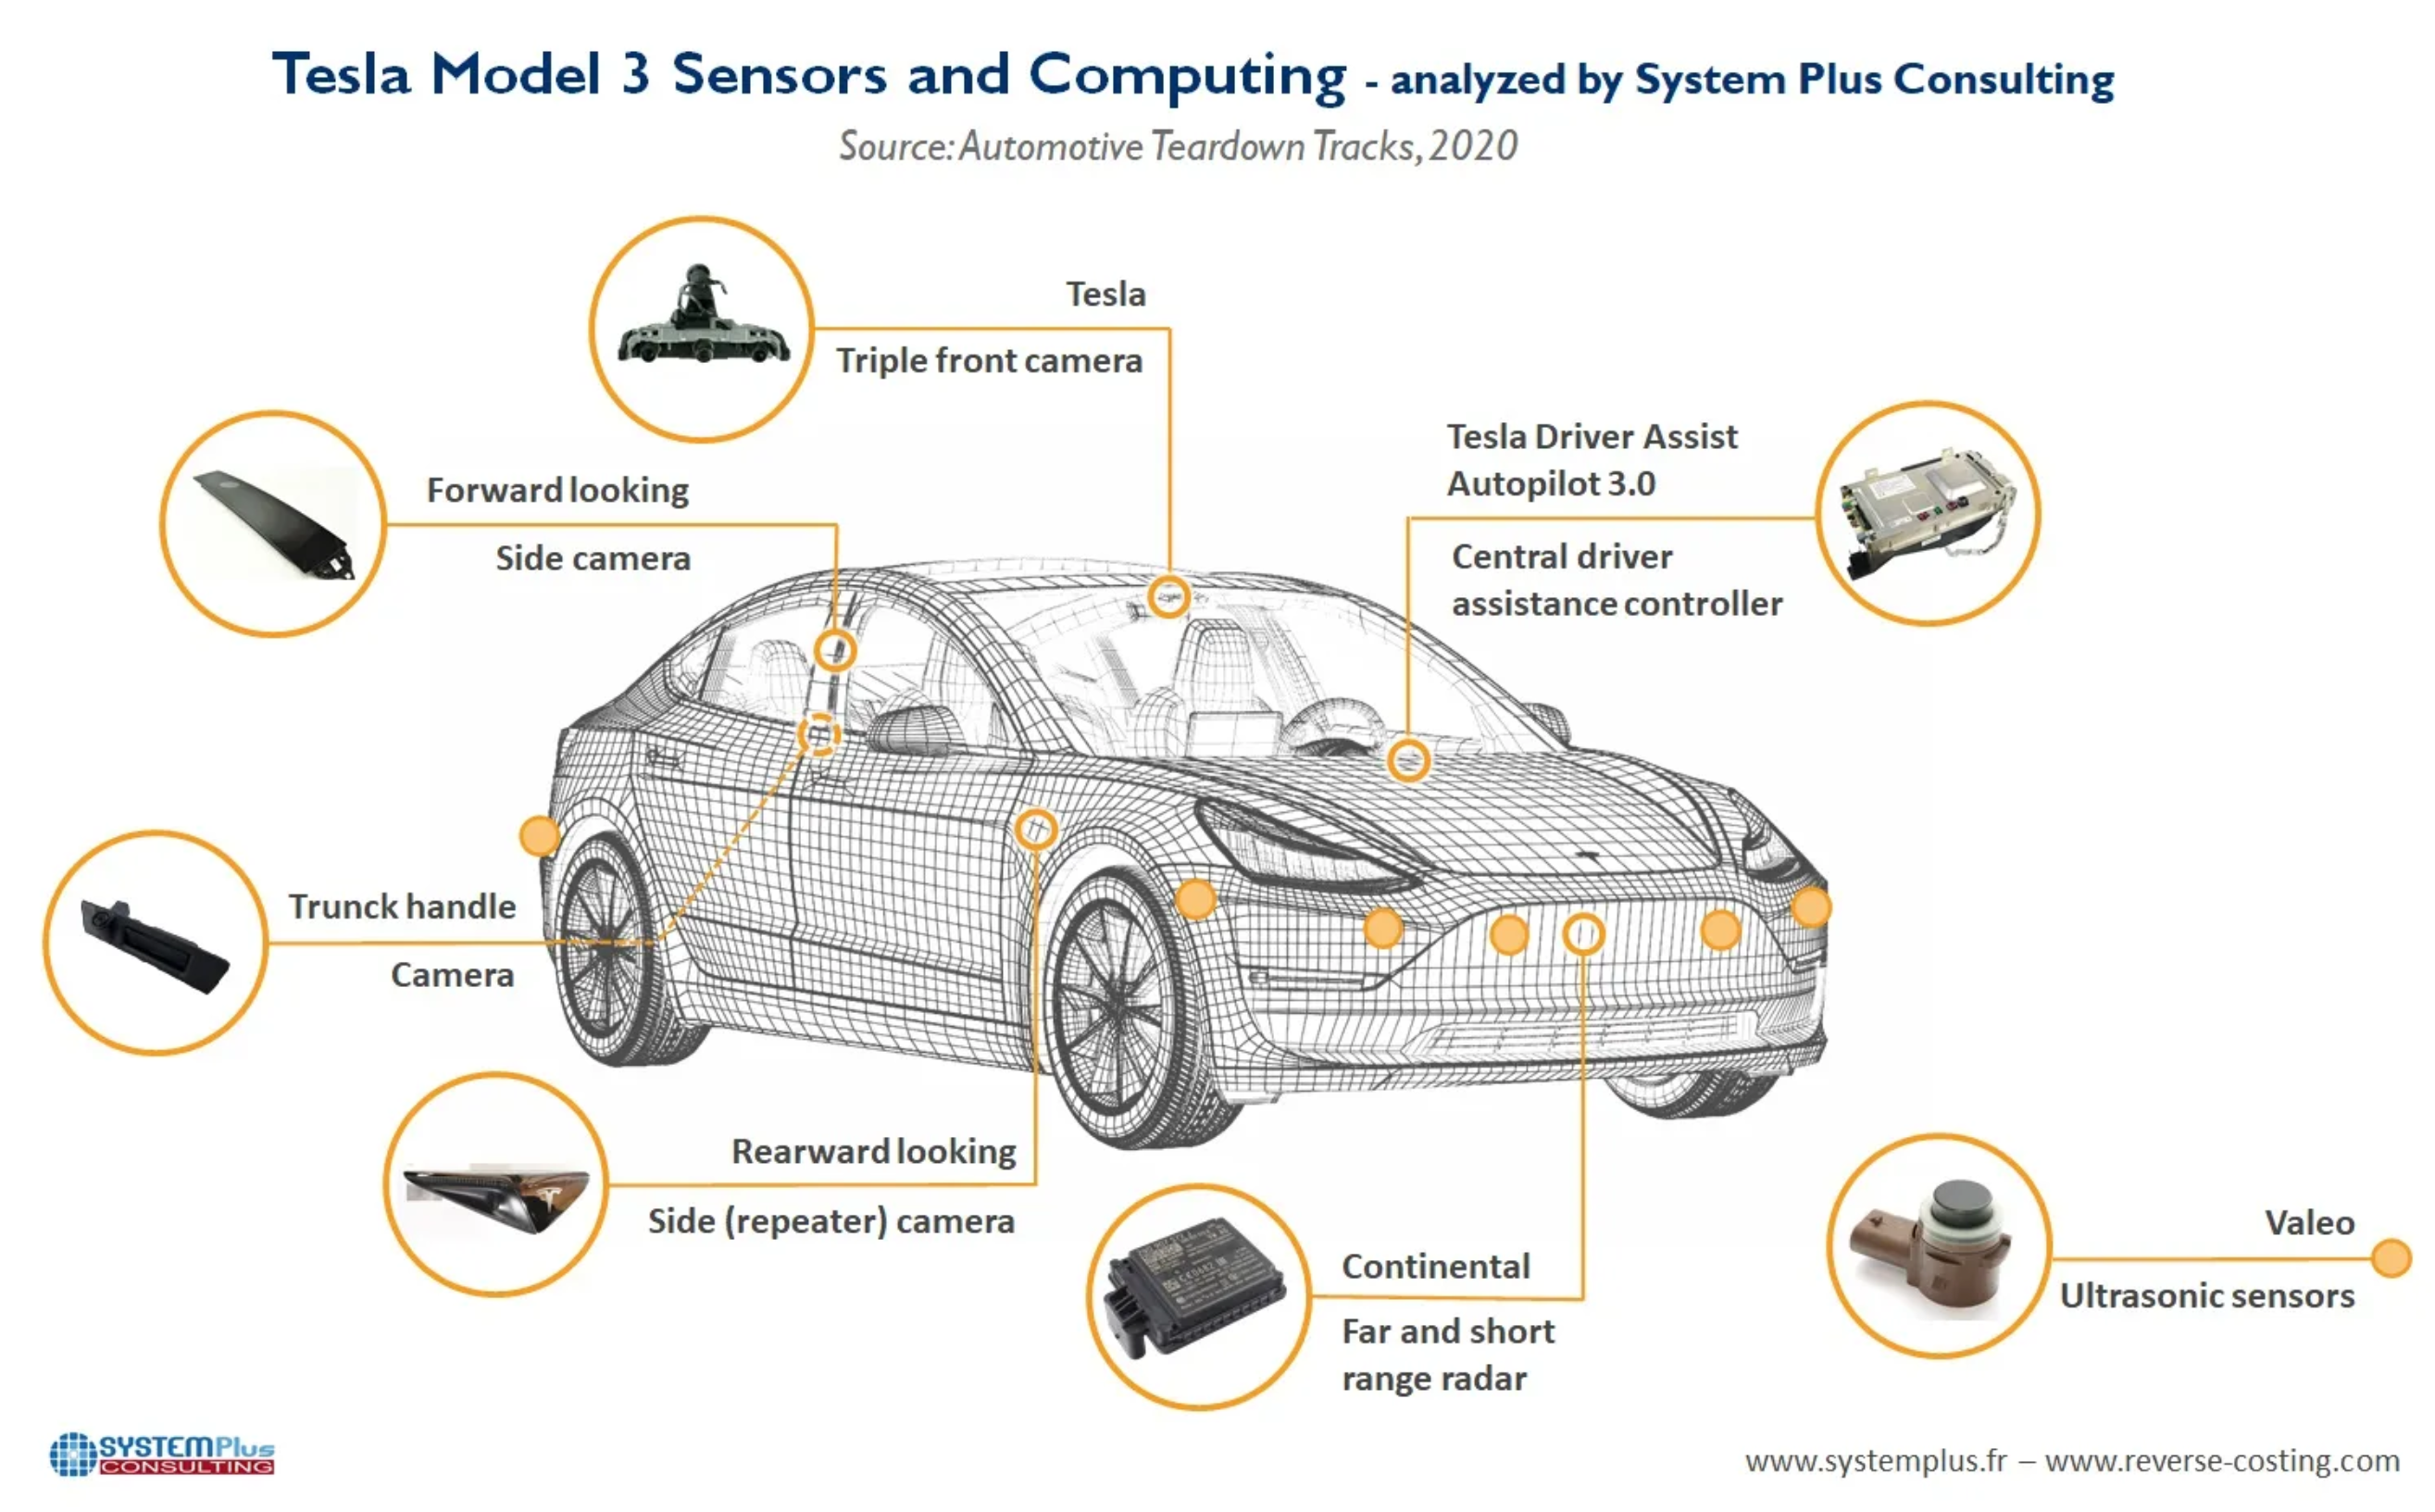 Tesla Model 3 Sensors and Computing - analyzed by System Plus Consulting
Source: Automotive Teardown Tracks, 2020
Tesla
Triple front camera
Forward looking
Side camera
Tesla Driver Assist
Autopilot 3.0
Central driver
assistance controller
Trunck handle
Camera
Rearward looking
Side (repeater) camera
Continental
Far and short
range radar
Valeo
Ultrasonic sensors
SYSTEMPlus
CONSULTING
www.systemplus.fr – www.reverse-costing.com